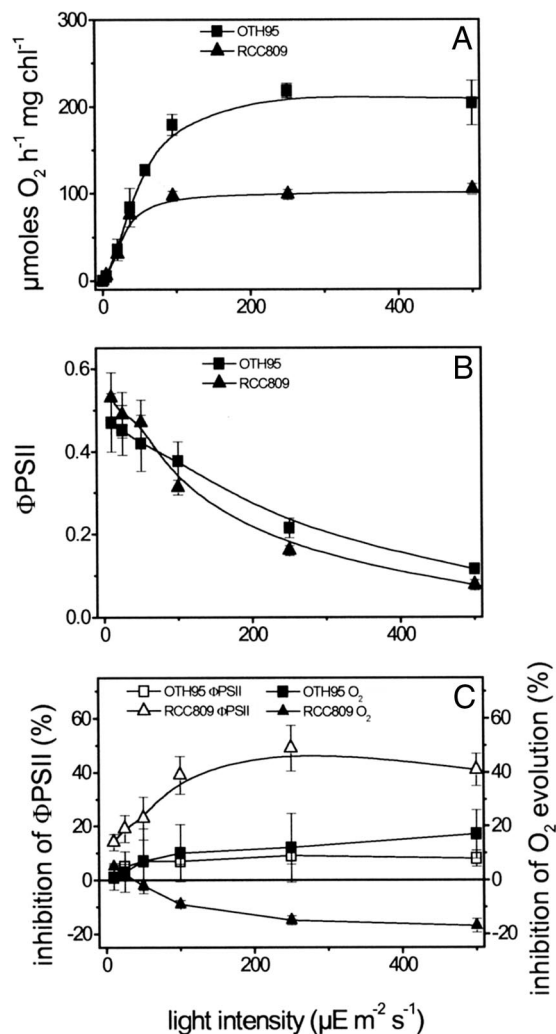 300
OTH95
A
RCC809
200
100
0
0 200 400
µmoles O₂ h⁻¹ mg chl⁻¹
0.6
OTH95
B
RCC809
0.4
0.2
0.0
0 200 400
ΦPSII
60
OTH95 ΦPSII OTH95 O₂ C 60
RCC809 ΦPSII RCC809 O₂
40 40
20 20
0 0
-20 -20
0 200 400
inhibition of ΦPSII (%)
inhibition of O₂ evolution (%)
light intensity (µE m⁻² s⁻¹)